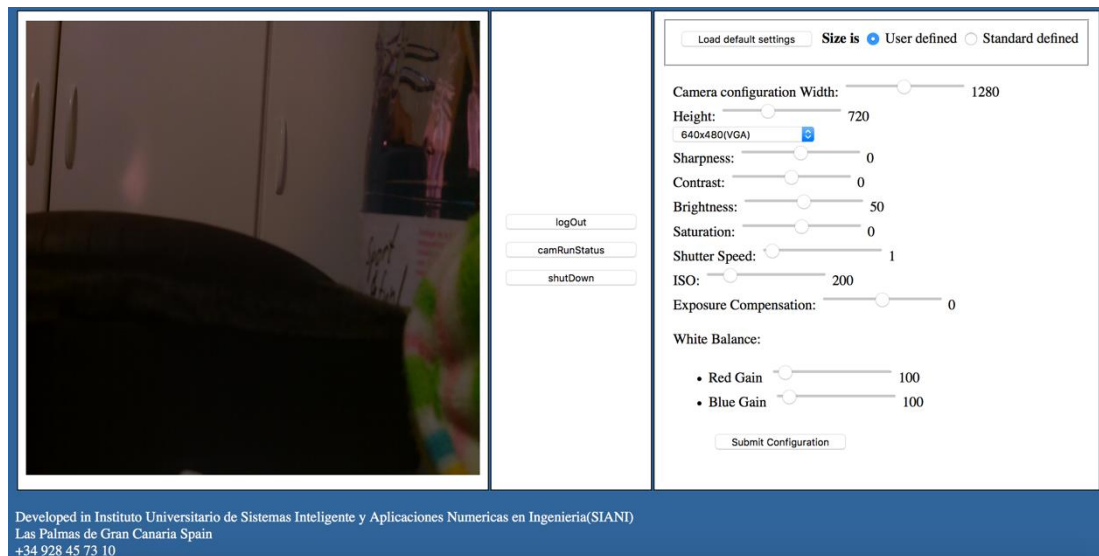 Load default settings Size is User defined Standard defined
Camera configuration Width: 1280
Height: 720
640x480(VGA)
Sharpness: 0
Contrast: 0
Brightness: 50
Saturation: 0
Shutter Speed: 1
ISO: 200
Exposure Compensation: 0
White Balance:
• Red Gain 100
• Blue Gain 100
Submit Configuration
logOut
camRunStatus
shutDown
Developed in Instituto Universitario de Sistemas Inteligente y Aplicaciones Numericas en Ingenieria(SIANI)
Las Palmas de Gran Canaria Spain
+34 928 45 73 10